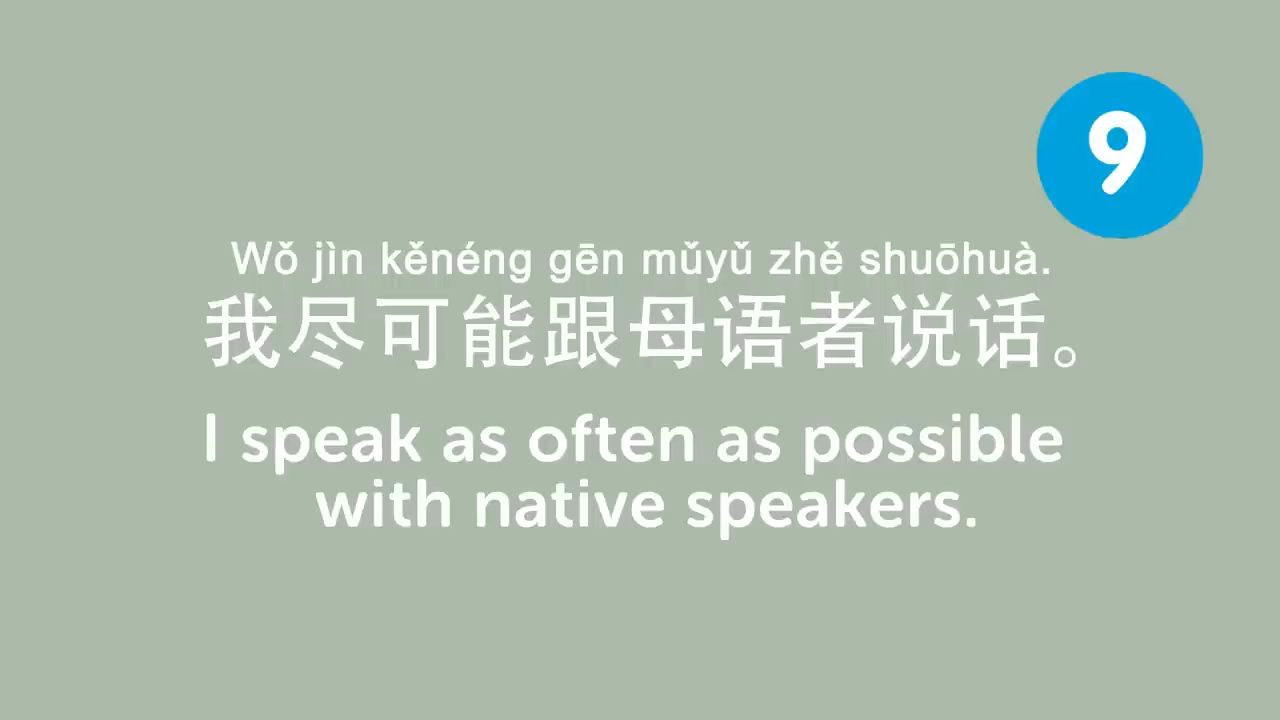 9
Wǒ jìn kěnéng gēn mǔyǔ zhě shuōhuà.
我尽可能跟母语者说话。
I speak as often as possible
with native speakers.